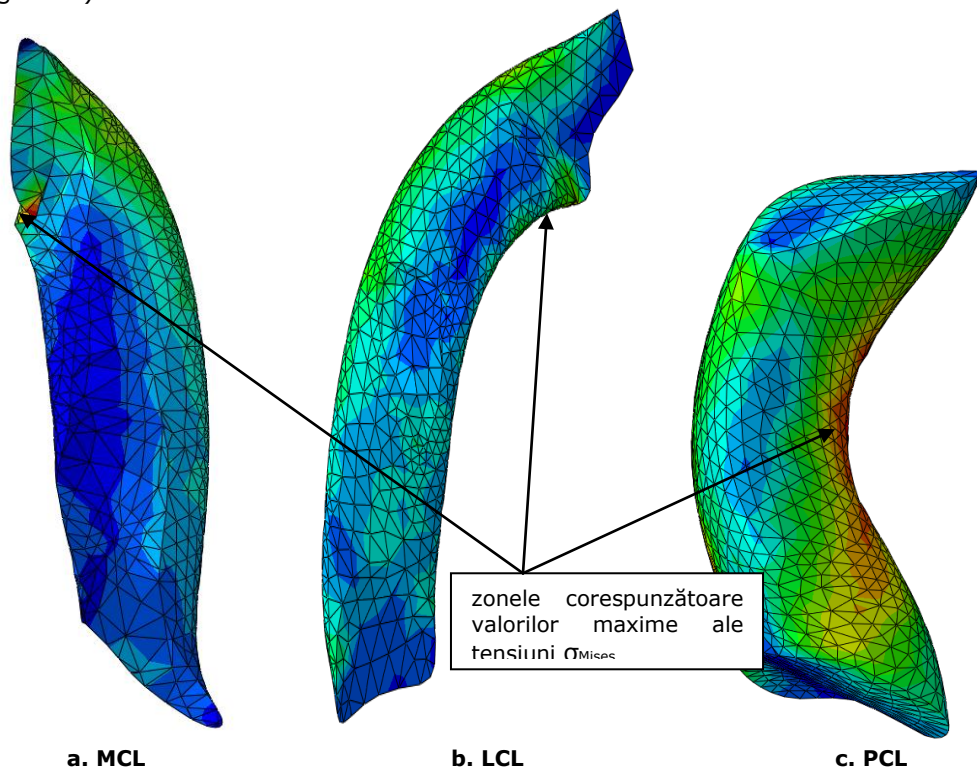 zonele corespunzătoare
valorilor maxime ale
tensiuni σMises
a. MCL
b. LCL
c. PCL